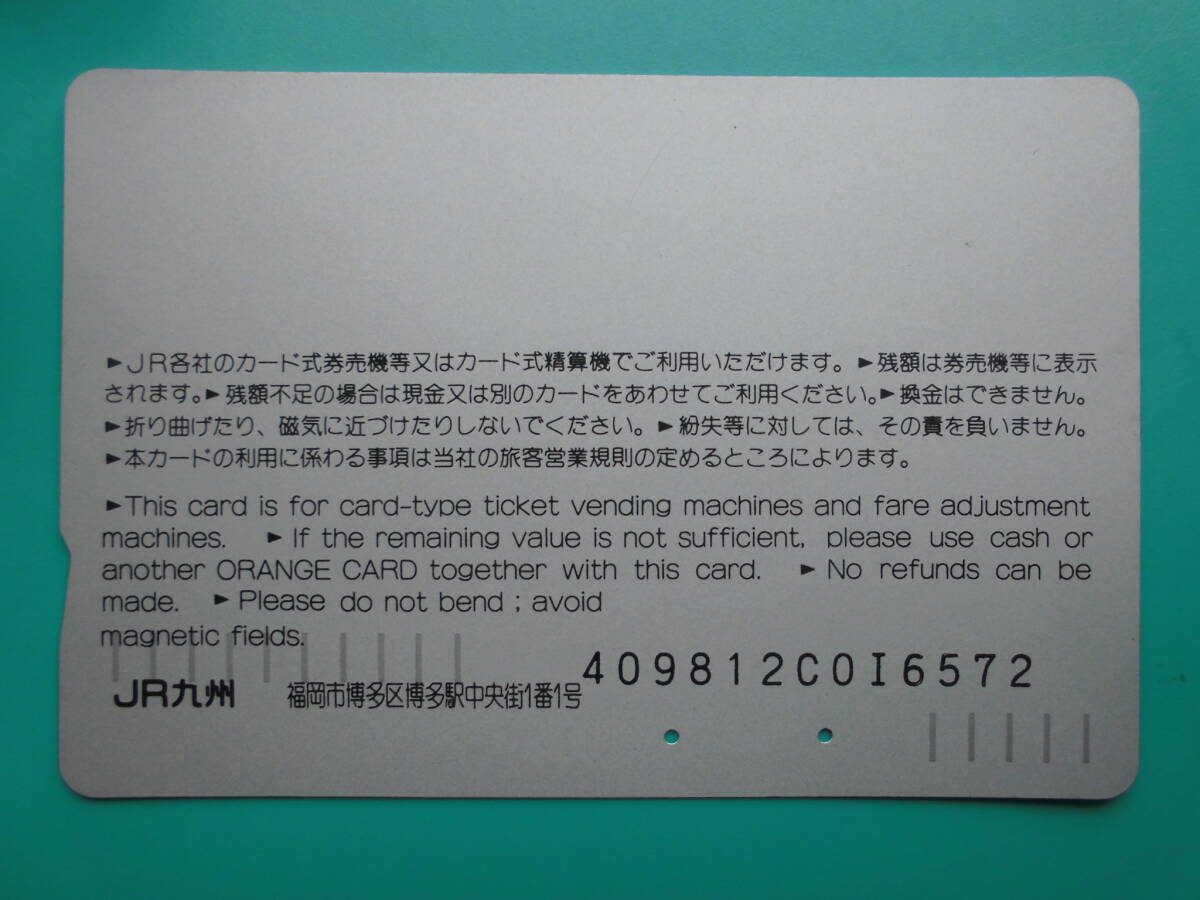 ►JR各社のカード式券売機等又はカード式精算機でご利用いただけます。►残額は券売機等に表示
されます。►残額不足の場合は現金又は別のカードをあわせてご利用ください。►換金はできません。
►折り曲げたり、磁気に近づけたりしないでください。►紛失等に対しては、その責を負いません。
►本カードの利用に係わる事項は当社の旅客営業規則の定めるところによります。
►This card is for card-type ticket vending machines and fare adjustment
machines. ►If the remaining value is not sufficient, please use cash or
another ORANGE CARD together with this card. ►No refunds can be
made. ►Please do not bend ; avoid
magnetic fields.
409812C0I6572
JR九州 福岡市博多区博多駅中央街1番1号